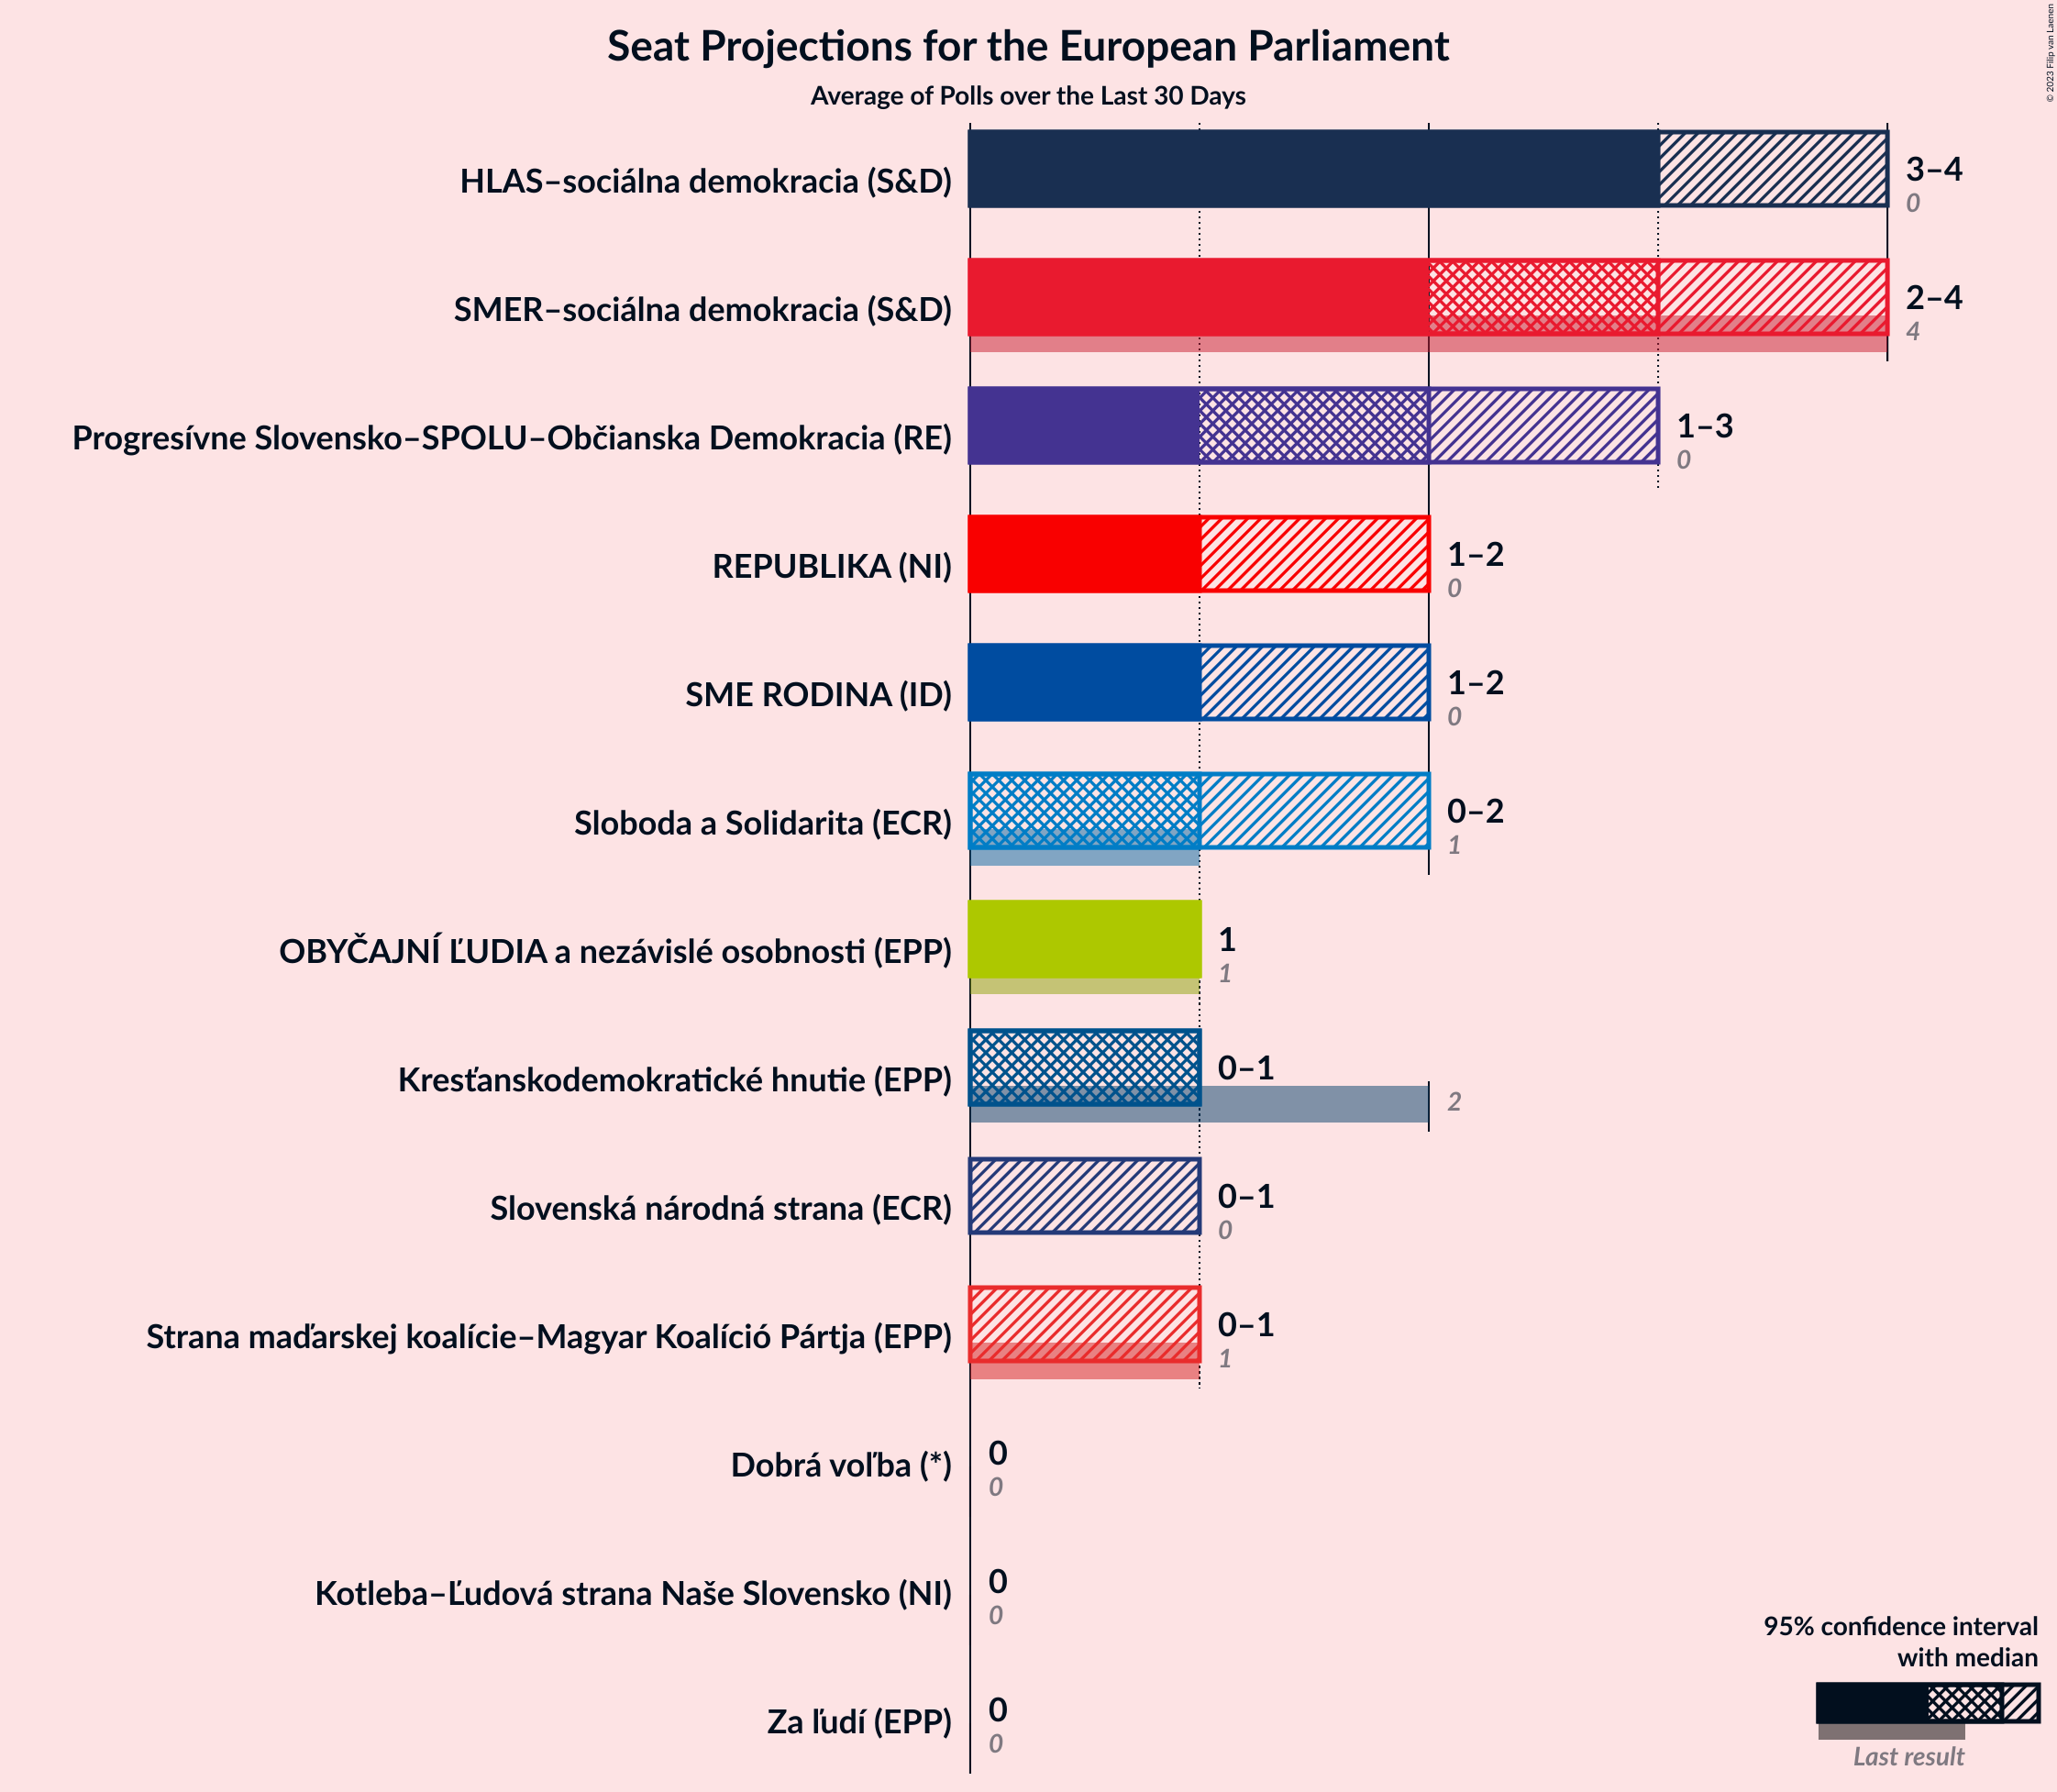 Seat Projections for the European Parliament
Average of Polls over the Last 30 Days
© 2023 Filip van Laenen
HLAS–sociálna demokracia (S&D)
3–4
0
SMER–sociálna demokracia (S&D)
2–4
4
Progresívne Slovensko–SPOLU–Občianska Demokracia (RE)
1–3
0
REPUBLIKA (NI)
1–2
0
SME RODINA (ID)
1–2
0
Sloboda a Solidarita (ECR)
0–2
1
OBYČAJNÍ ĽUDIA a nezávislé osobnosti (EPP)
1
1
Kresťanskodemokratické hnutie (EPP)
0–1
2
Slovenská národná strana (ECR)
0–1
0
Strana maďarskej koalície–Magyar Koalíció Pártja (EPP)
0–1
1
Dobrá voľba (*)
0
0
Kotleba–Ľudová strana Naše Slovensko (NI)
0
0
Za ľudí (EPP)
0
0
95% confidence interval
with median
Last result